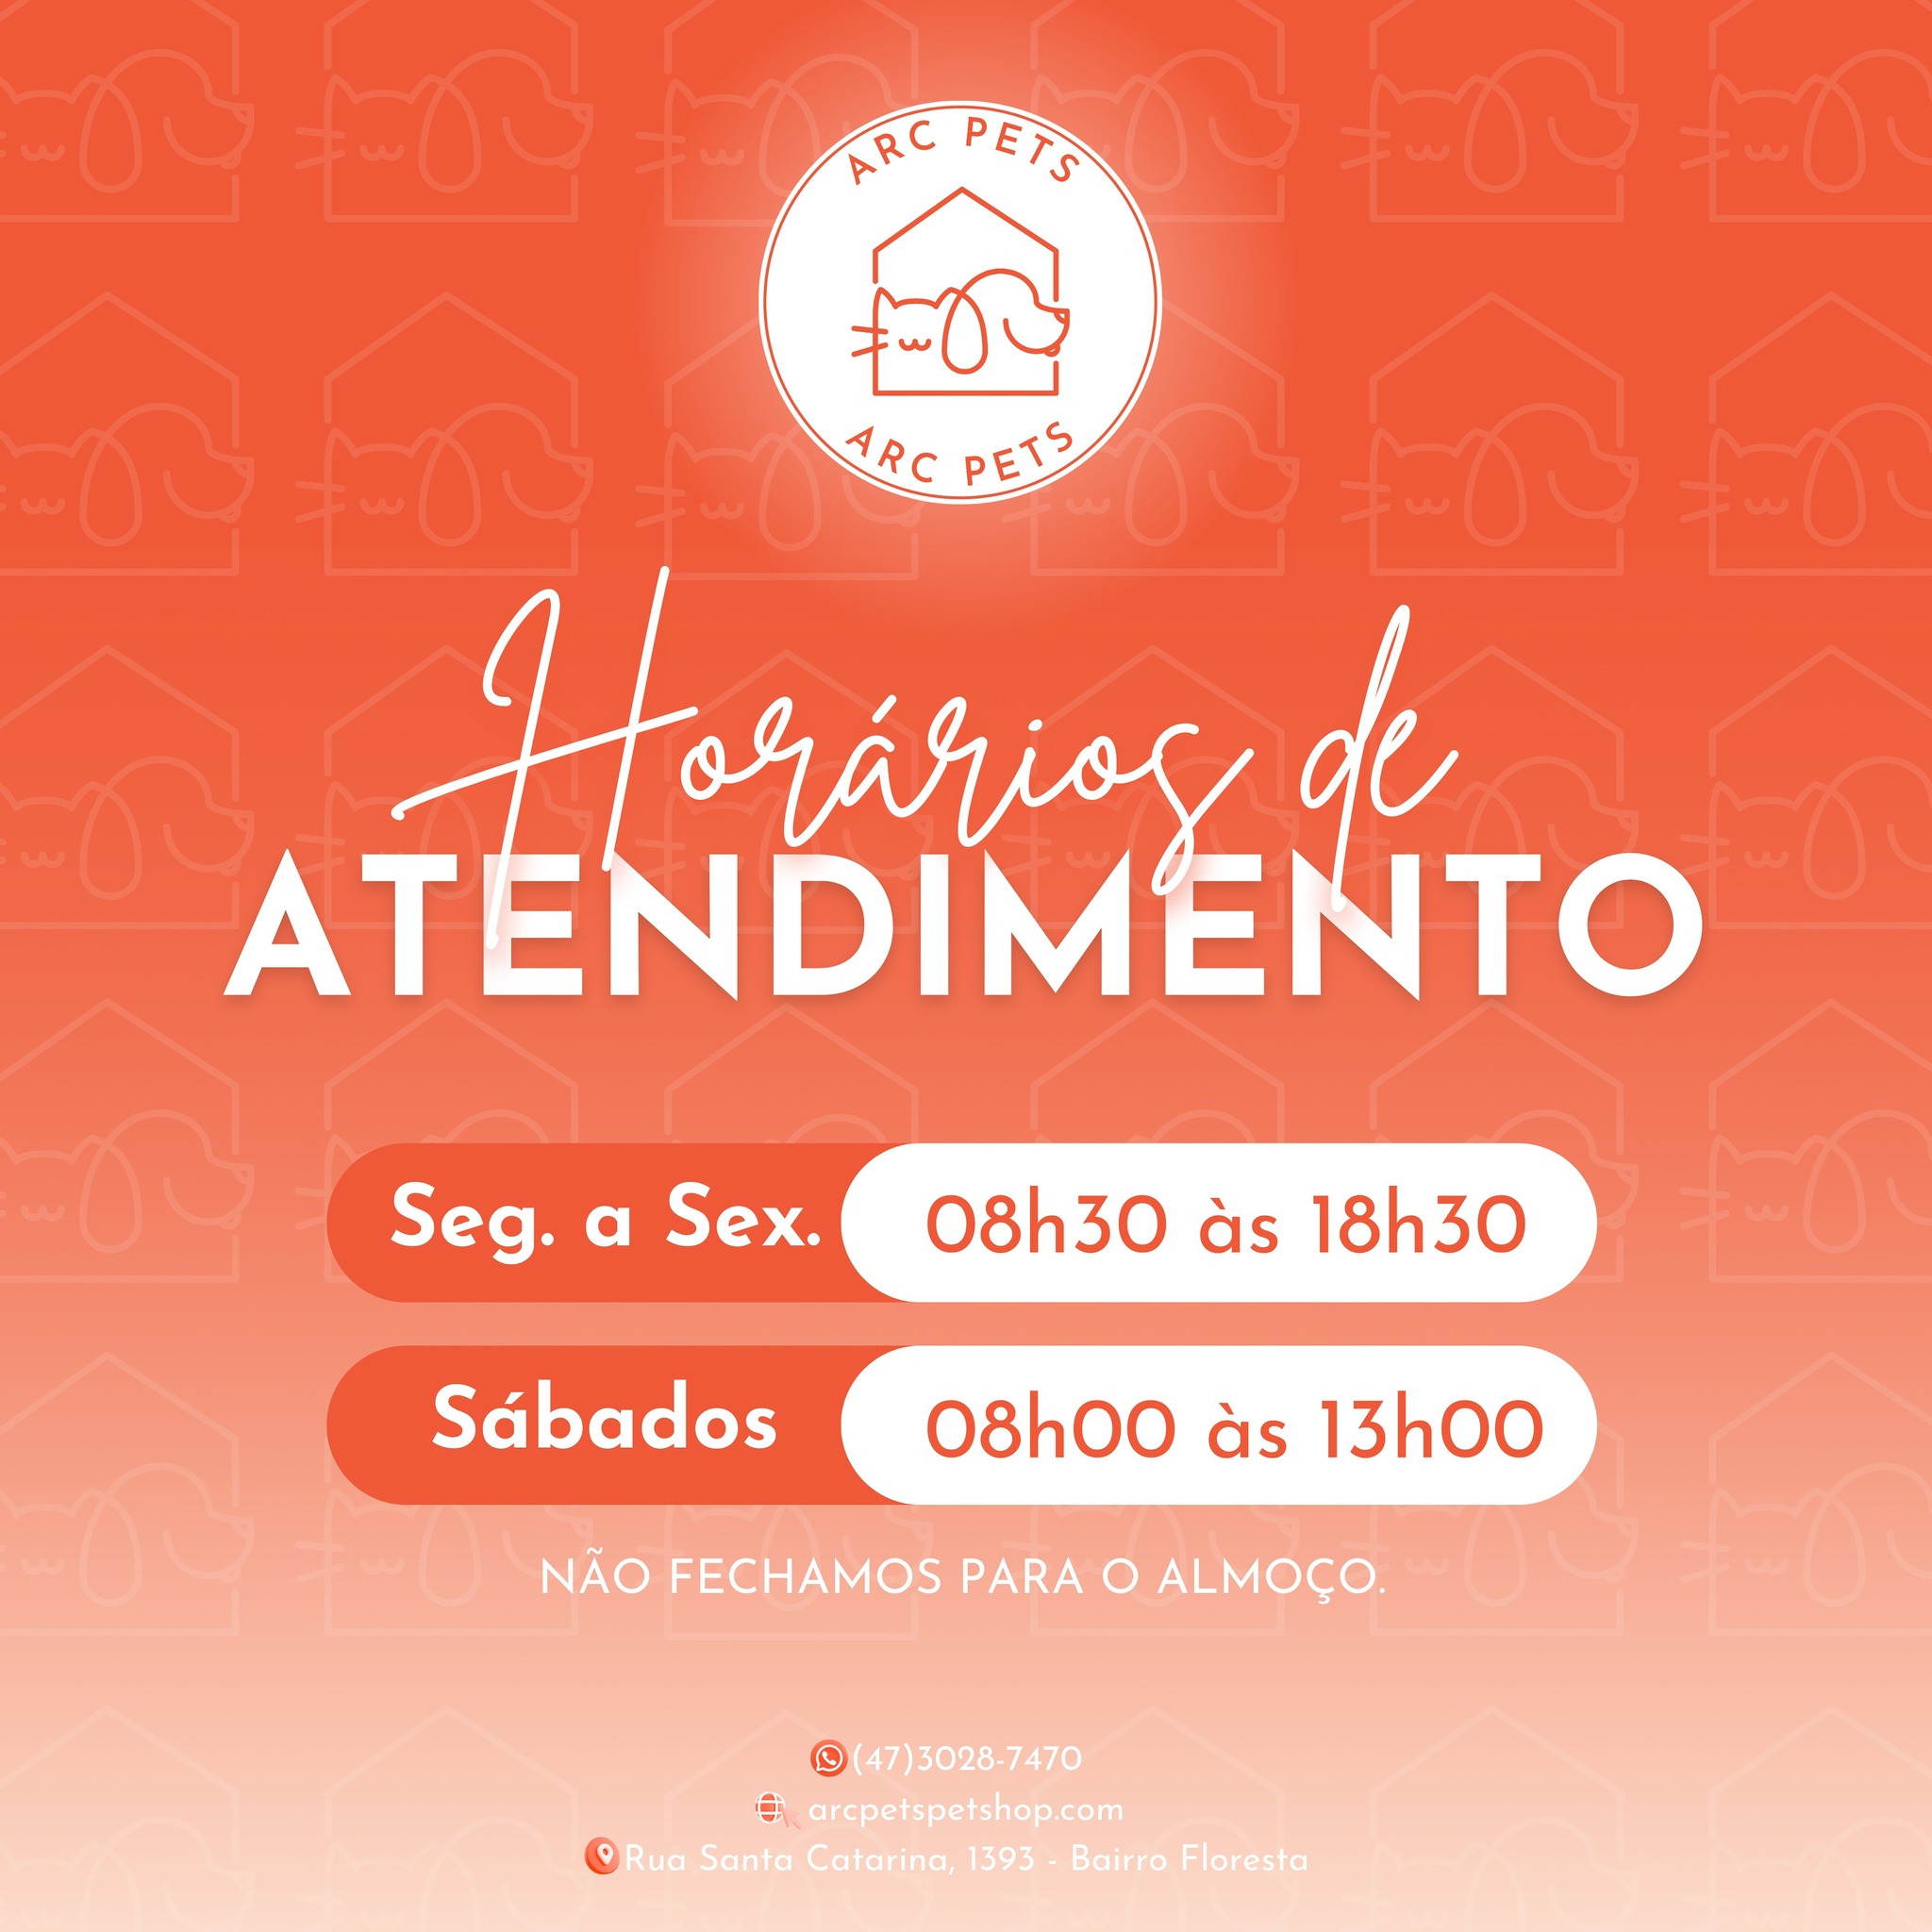 ARC PETS
ARC PETS
Horários de
ATENDIMENTO
Seg. a Sex. 08h30 às 18h30
Sábados 08h00 às 13h00
NÃO FECHAMOS PARA O ALMOÇO.
(47)3028-7470
arcpetspetshop.com
Rua Santa Catarina, 1393 - Bairro Floresta